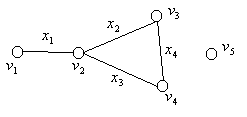 v₃
x₂
x₁
x₄
v₅
v₁
v₂
x₃
v₄